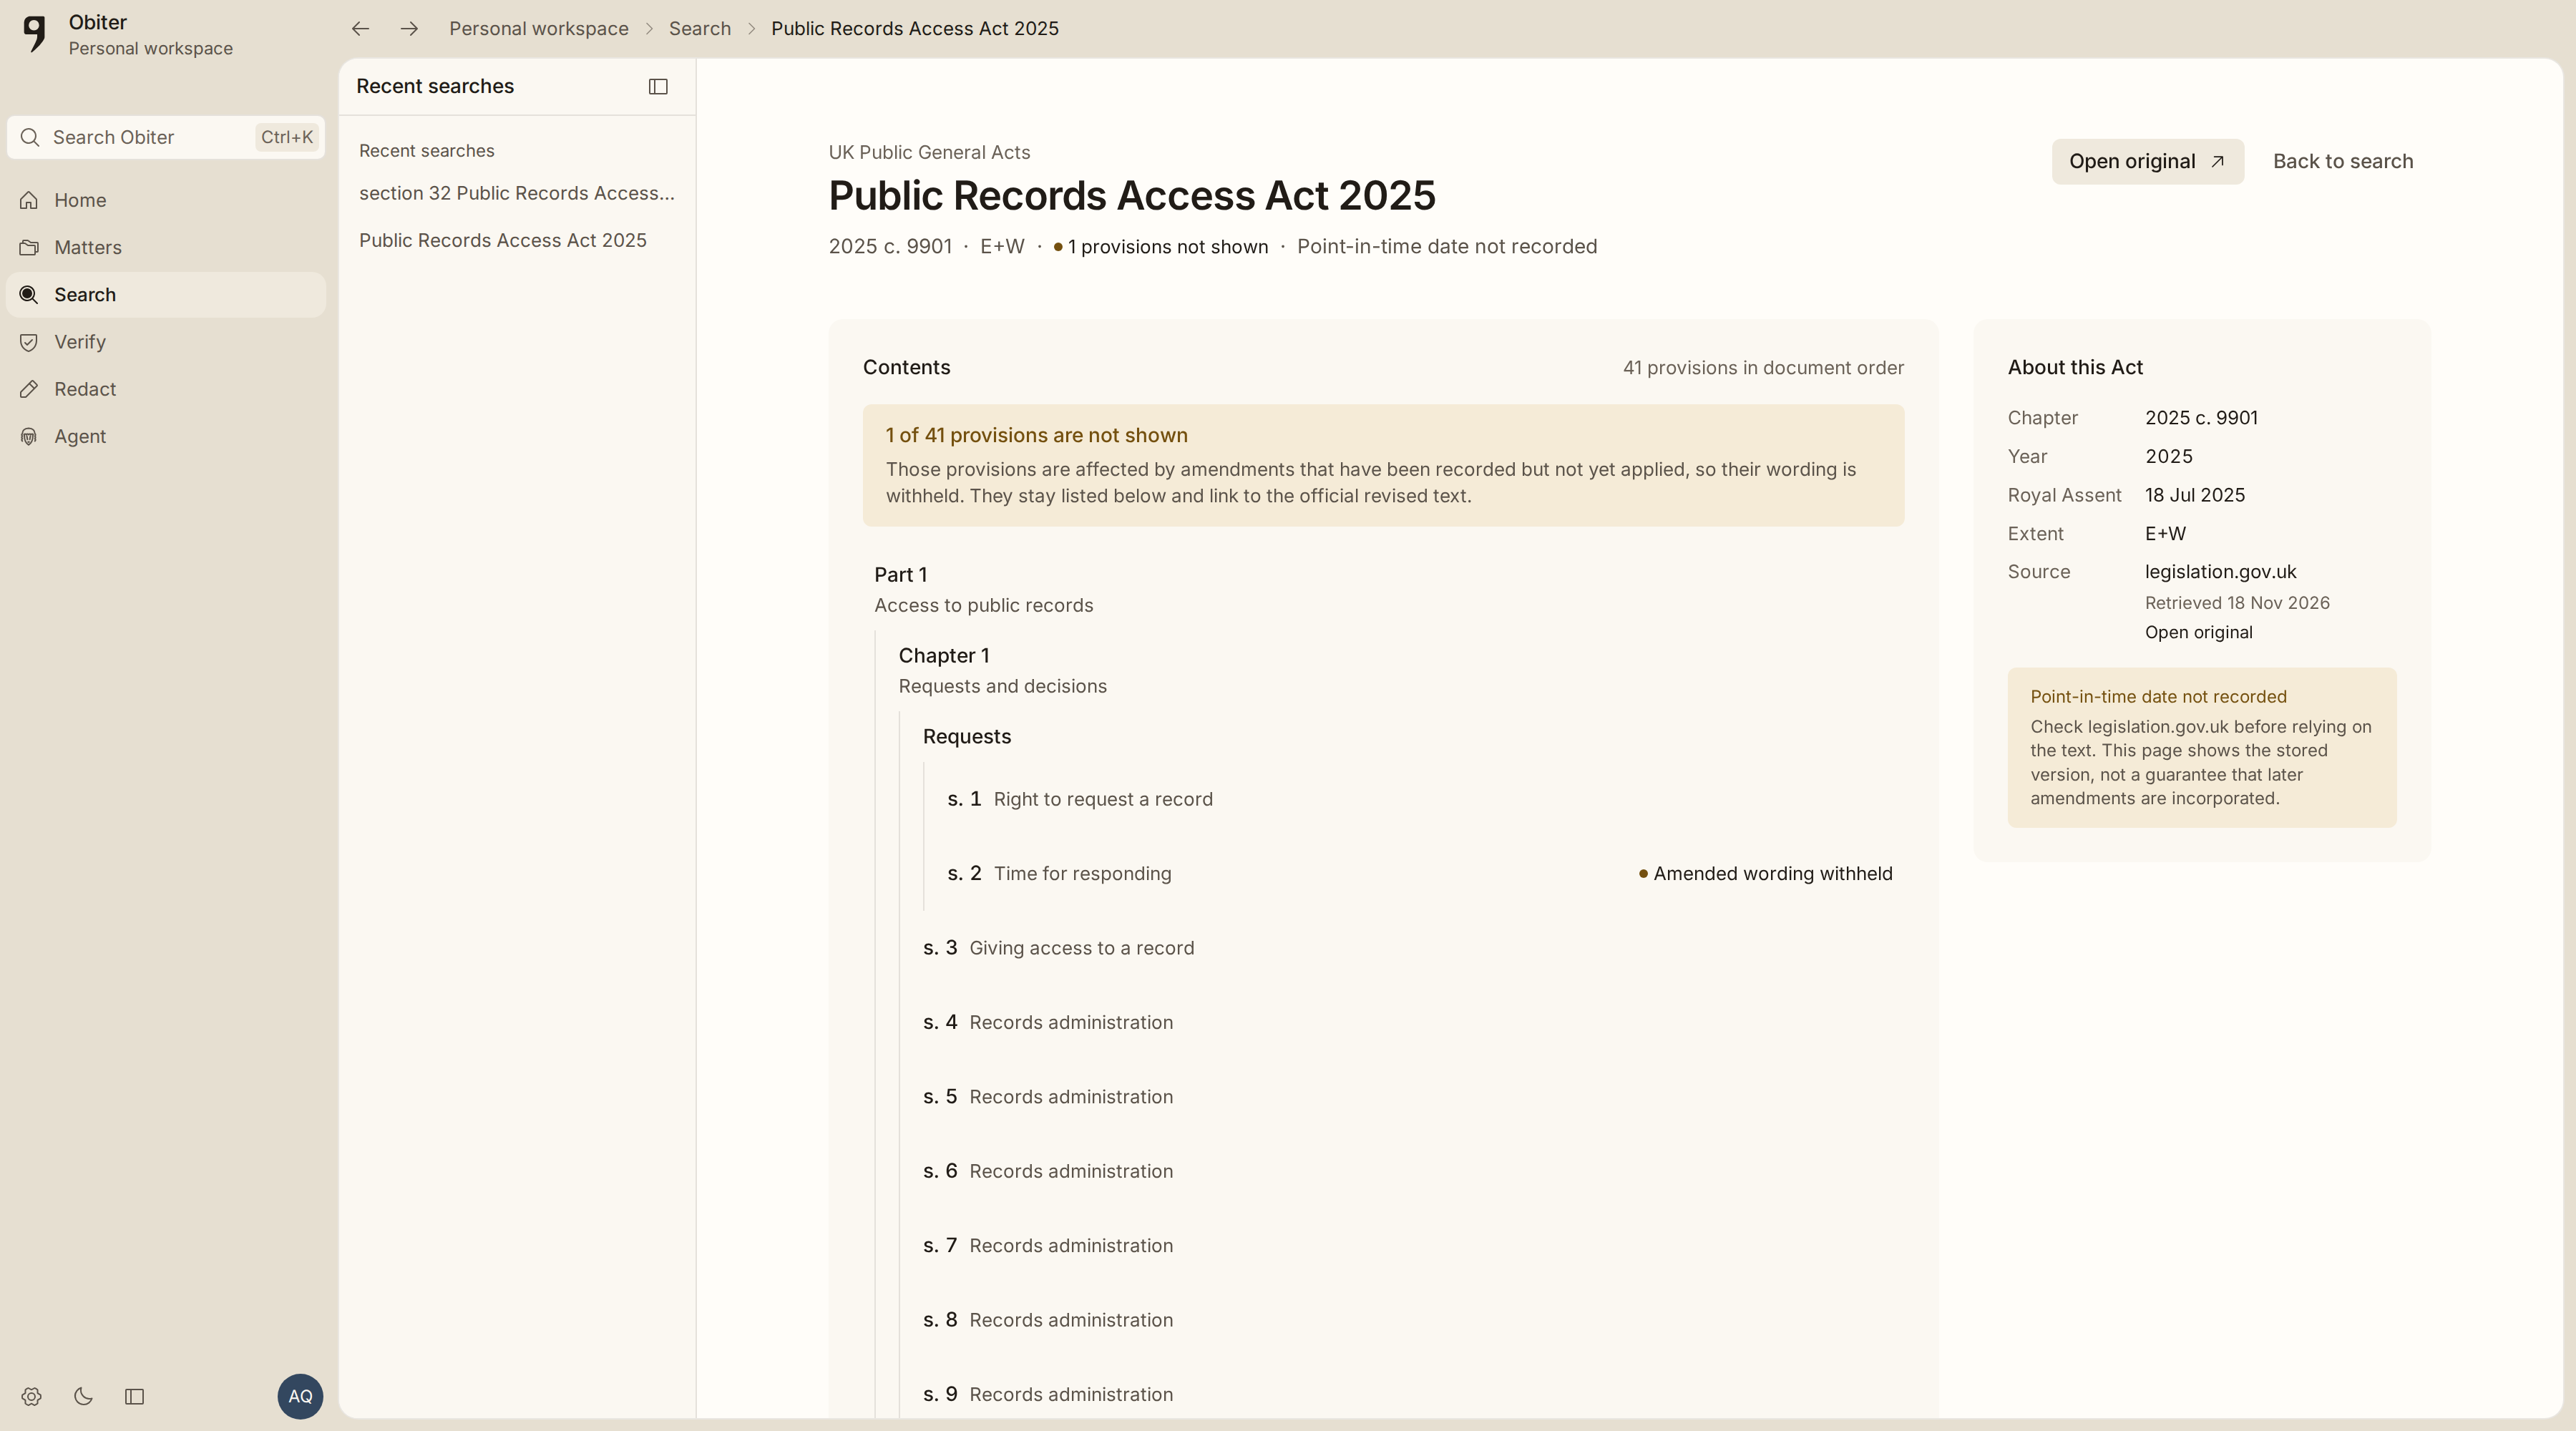 Obiter
Personal workspace
Search Obiter
Ctrl+K
Home
Matters
Search
Verify
Redact
Agent
AQ
Personal workspace > Search > Public Records Access Act 2025
Recent searches
Recent searches
section 32 Public Records Access...
Public Records Access Act 2025
UK Public General Acts
Public Records Access Act 2025
2025 c. 9901 · E+W · 1 provisions not shown · Point-in-time date not recorded
Open original
Back to search
Contents
41 provisions in document order
1 of 41 provisions are not shown
Those provisions are affected by amendments that have been recorded but not yet applied, so their wording is
withheld. They stay listed below and link to the official revised text.
Part 1
Access to public records
Chapter 1
Requests and decisions
Requests
s. 1 Right to request a record
s. 2 Time for responding
Amended wording withheld
s. 3 Giving access to a record
s. 4 Records administration
s. 5 Records administration
s. 6 Records administration
s. 7 Records administration
s. 8 Records administration
s. 9 Records administration
About this Act
Chapter 2025 c. 9901
Year 2025
Royal Assent 18 Jul 2025
Extent E+W
Source legislation.gov.uk
Retrieved 18 Nov 2026
Open original
Point-in-time date not recorded
Check legislation.gov.uk before relying on
the text. This page shows the stored
version, not a guarantee that later
amendments are incorporated.